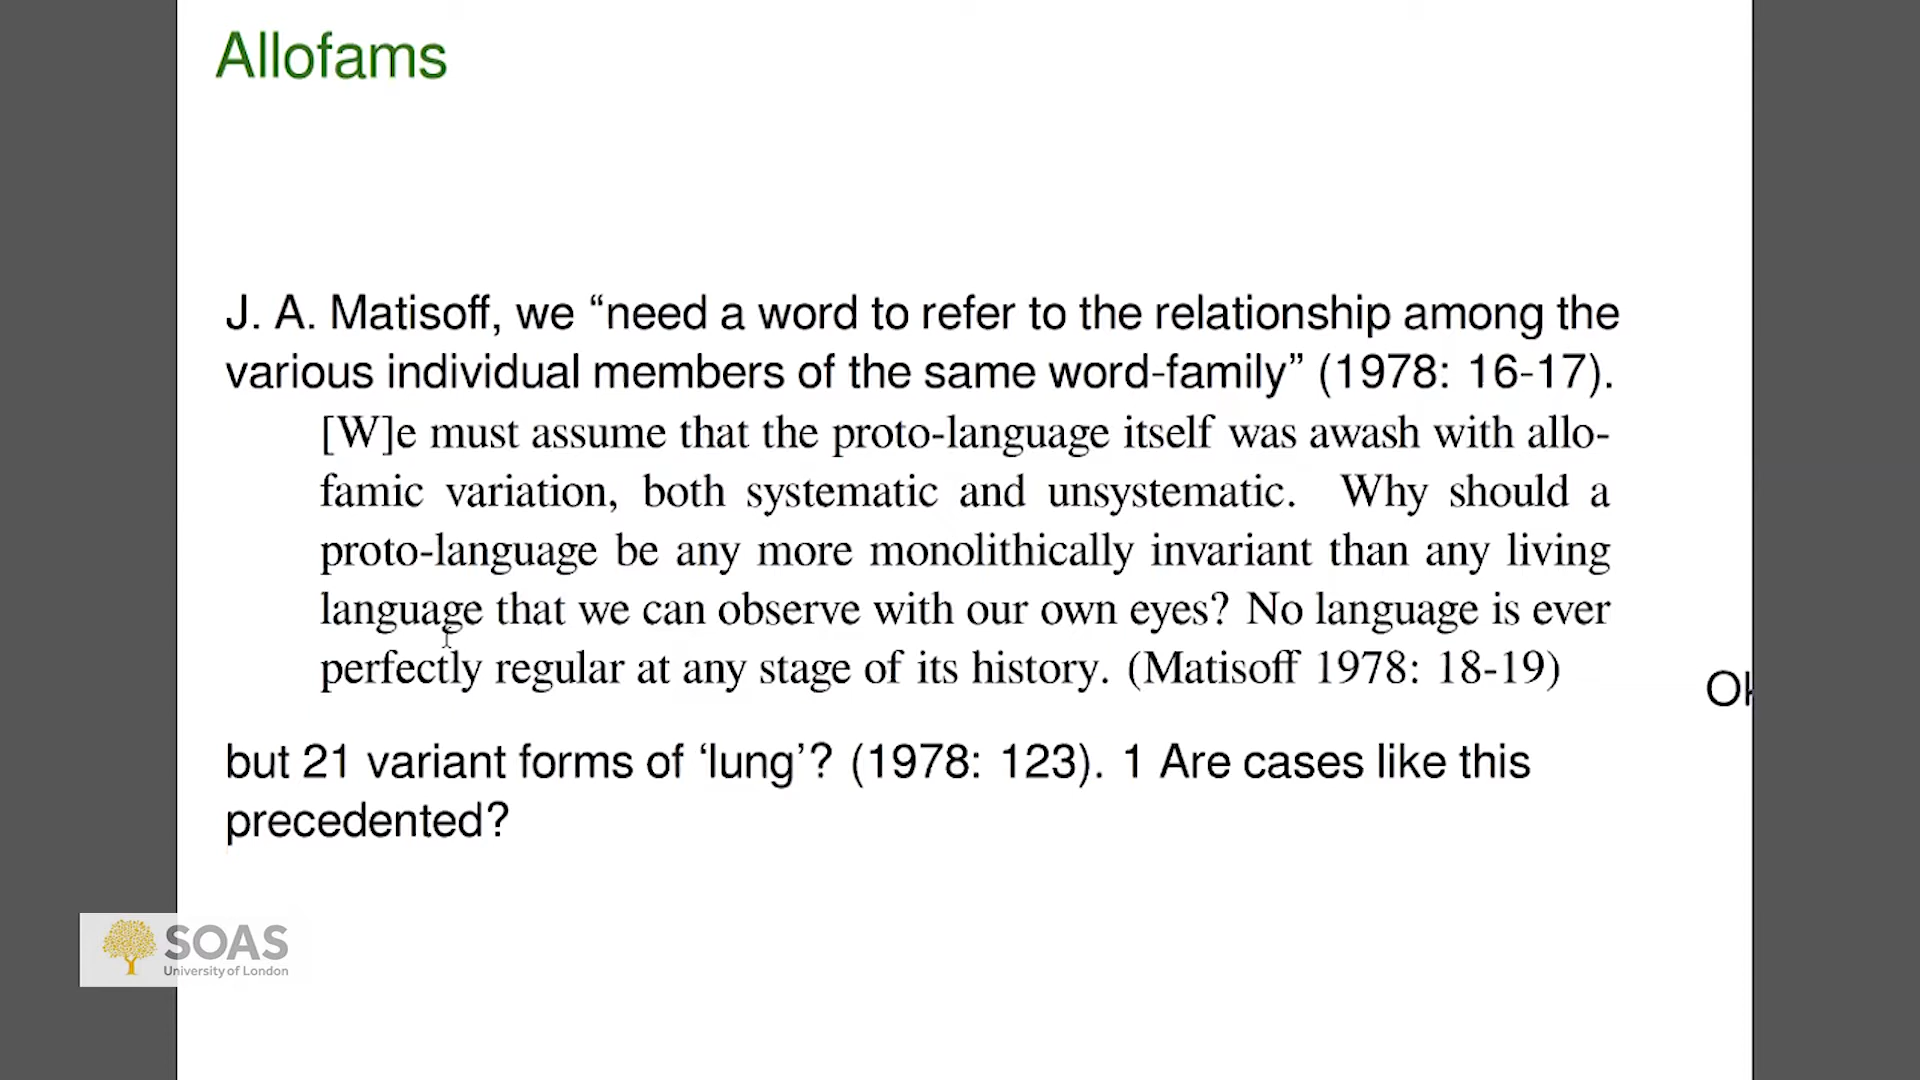 Allofams
J. A. Matisoff, we “need a word to refer to the relationship among the
various individual members of the same word-family” (1978: 16-17).
[W]e must assume that the proto-language itself was awash with allo-
famic variation, both systematic and unsystematic. Why should a
proto-language be any more monolithically invariant than any living
language that we can observe with our own eyes? No language is ever
perfectly regular at any stage of its history. (Matisoff 1978: 18-19)
but 21 variant forms of ‘lung’? (1978: 123). 1 Are cases like this
precedented?
SOAS
University of London